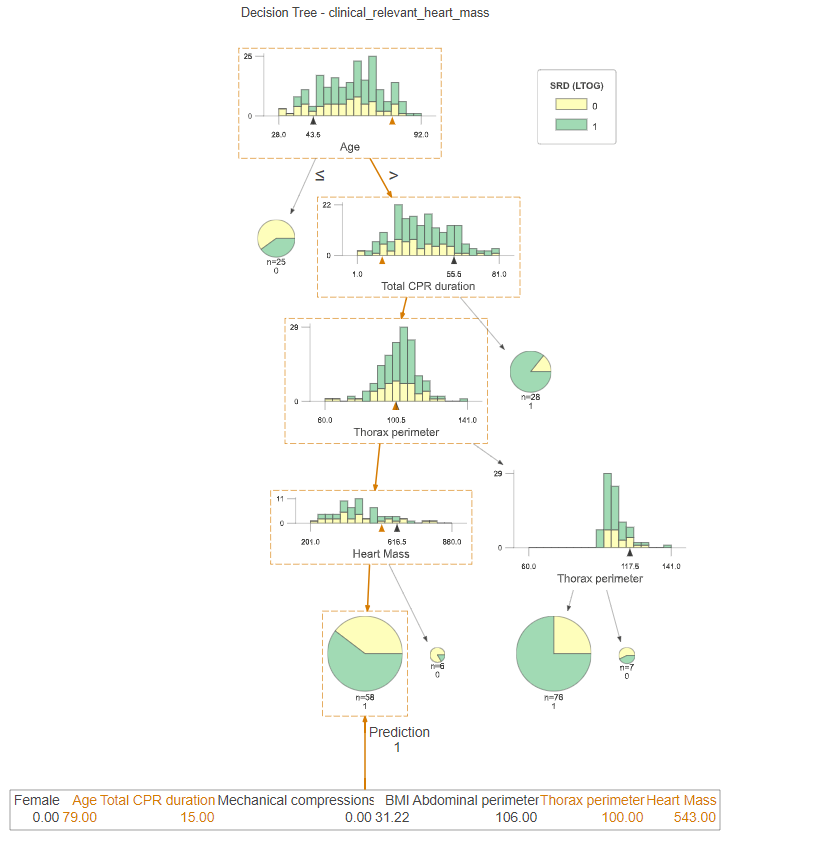 Decision Tree - clinical_relevant_heart_mass
25
0
28.0 43.5 92.0
Age
SRD (LTOG)
0
1
≤ >
n=25
0
22
0
1.0 55.5 81.0
Total CPR duration
29
0
60.0 100.5 141.0
Thorax perimeter
n=28
1
11
0
201.0 616.5 880.0
Heart Mass
29
0
60.0 117.5 141.0
Thorax perimeter
n=58
1
n=6
0
n=76
1
n=7
0
Prediction
1
Female Age Total CPR duration Mechanical compressions BMI Abdominal perimeter Thorax perimeter Heart Mass
0.00 79.00 15.00 0.00 31.22 106.00 100.00 543.00